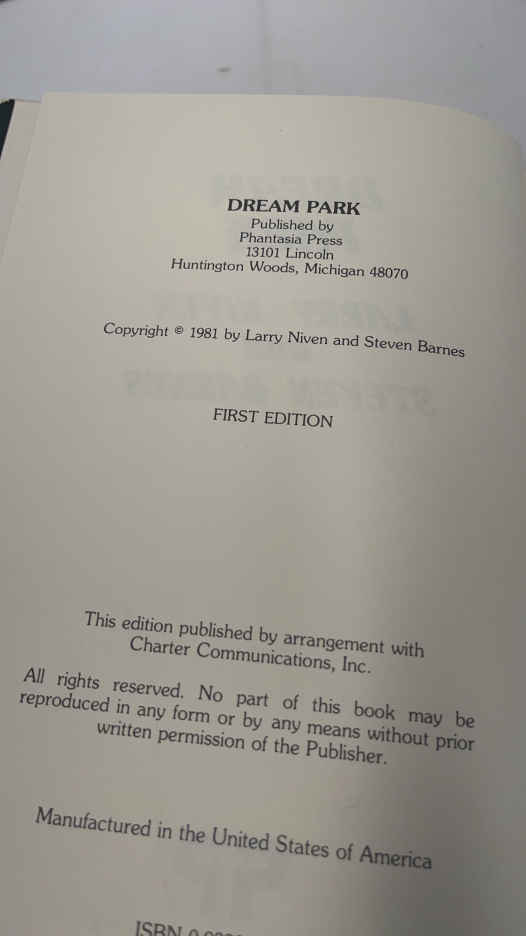 DREAM PARK
Published by
Phantasia Press
13101 Lincoln
Huntington Woods, Michigan 48070
Copyright © 1981 by Larry Niven and Steven Barnes
FIRST EDITION
This edition published by arrangement with
Charter Communications, Inc.
All rights reserved. No part of this book may be
reproduced in any form or by any means without prior
written permission of the Publisher.
Manufactured in the United States of America
ISBN